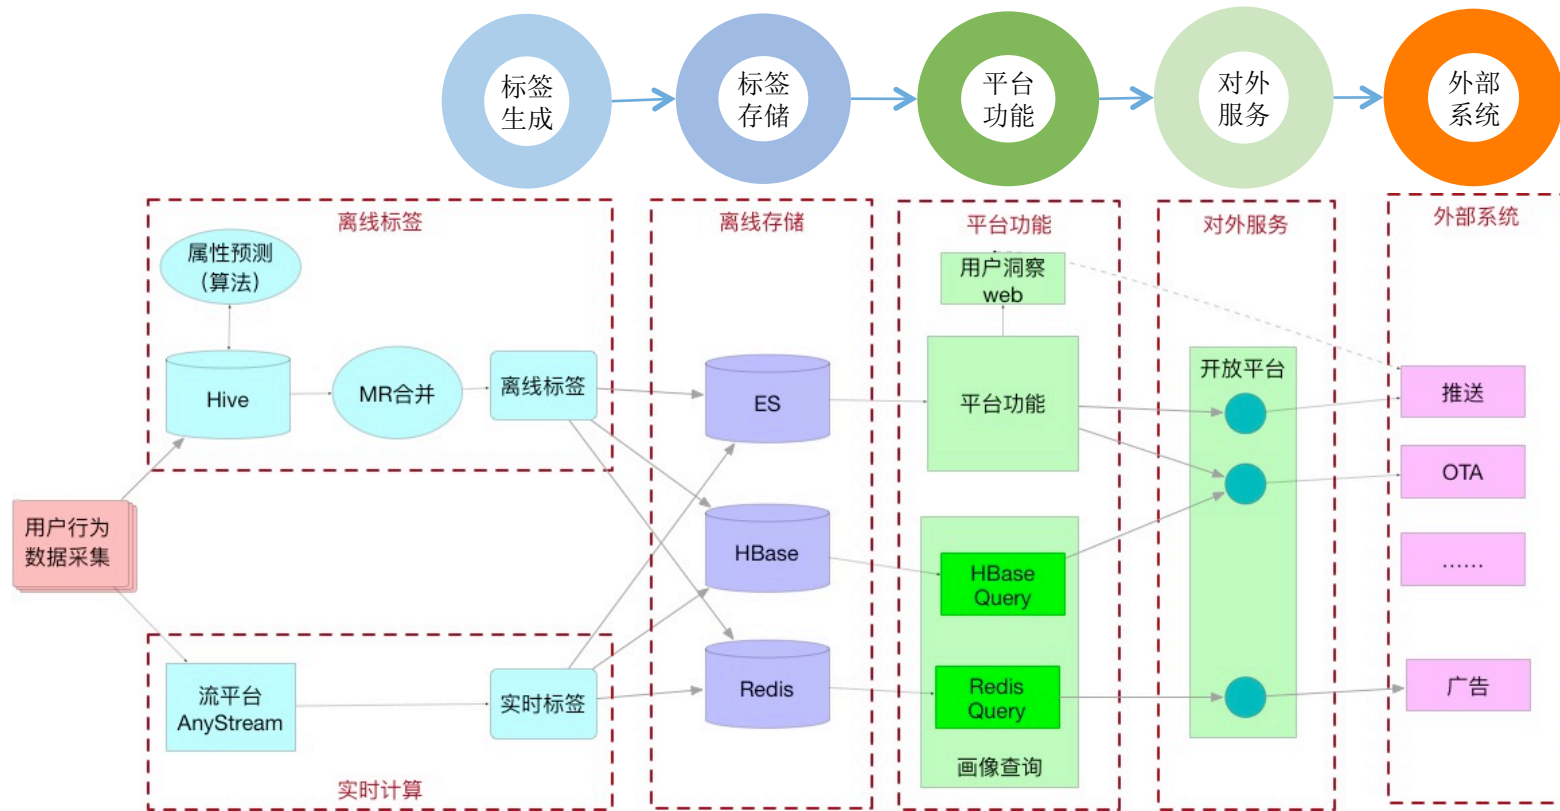 标签
生成
标签
存储
平台
功能
对外
服务
外部
系统
离线标签
属性预测
（算法）
Hive
MR合并
离线标签
用户行为
数据采集
流平台
AnyStream
实时标签
实时计算
离线存储
ES
HBase
Redis
平台功能
用户洞察
web
平台功能
HBase
Query
Redis
Query
画像查询
对外服务
开放平台
外部系统
推送
OTA
……
广告